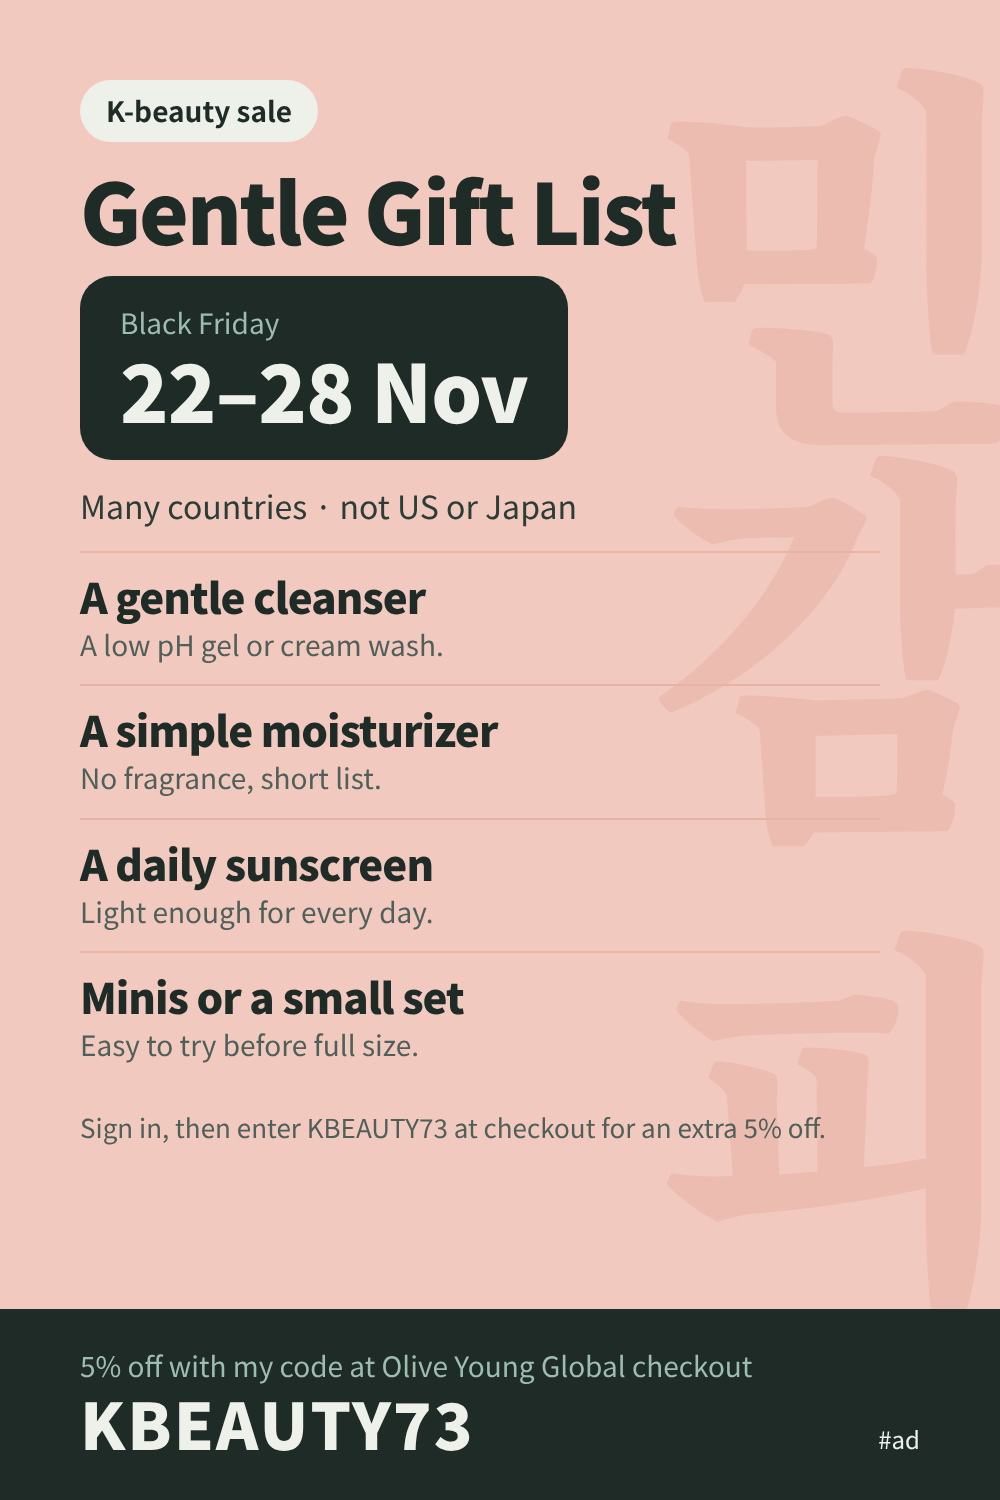 K-beauty sale
Gentle Gift List
Black Friday
22–28 Nov
Many countries · not US or Japan
A gentle cleanser
A low pH gel or cream wash.
A simple moisturizer
No fragrance, short list.
A daily sunscreen
Light enough for every day.
Minis or a small set
Easy to try before full size.
Sign in, then enter KBEAUTY73 at checkout for an extra 5% off.
5% off with my code at Olive Young Global checkout
KBEAUTY73
#ad
민
감
피